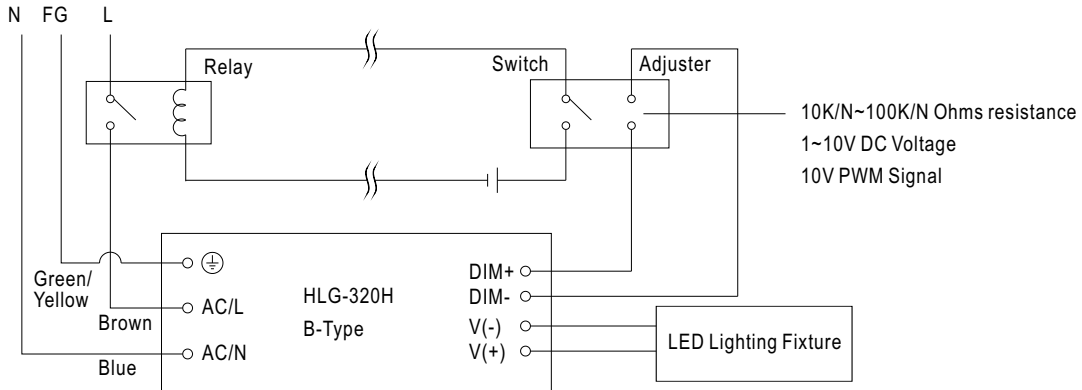 N FG L
Relay
Switch
Adjuster
10K/N~100K/N Ohms resistance
1~10V DC Voltage
10V PWM Signal
Green/
Yellow
Brown
Blue
AC/L
AC/N
HLG-320H
B-Type
DIM+
DIM-
V(-)
V(+)
LED Lighting Fixture